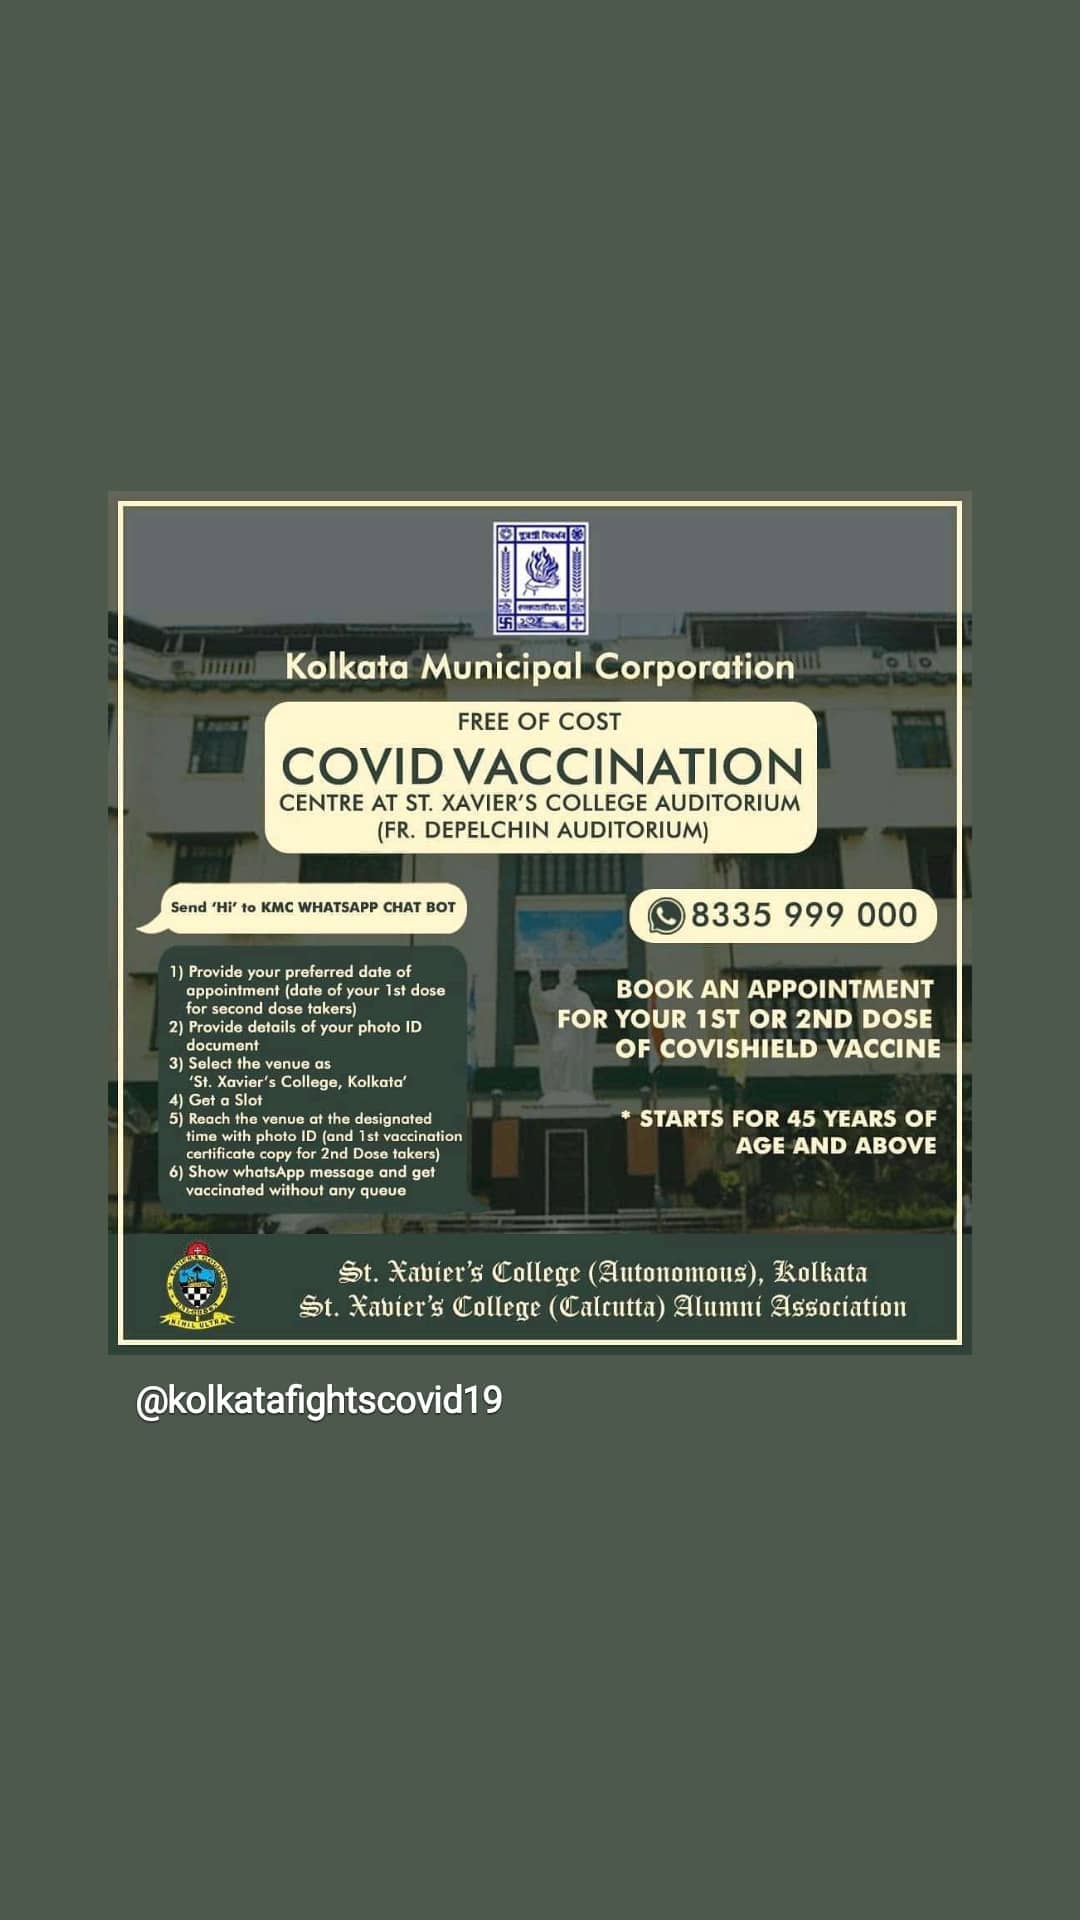 পুরশ্রী বিবর্ধন
Kolkata Municipal Corporation
FREE OF COST
COVID VACCINATION
CENTRE AT ST. XAVIER'S COLLEGE AUDITORIUM
(FR. DEPELCHIN AUDITORIUM)
Send ‘Hi’ to KMC WHATSAPP CHAT BOT
1) Provide your preferred date of
appointment (date of your 1st dose
for second dose takers)
2) Provide details of your photo ID
document
3) Select the venue as
‘St. Xavier’s College, Kolkata’
4) Get a Slot
5) Reach the venue at the designated
time with photo ID (and 1st vaccination
certificate copy for 2nd Dose takers)
6) Show whatsApp message and get
vaccinated without any queue
8335 999 000
BOOK AN APPOINTMENT
FOR YOUR 1ST OR 2ND DOSE
OF COVISHIELD VACCINE
* STARTS FOR 45 YEARS OF
AGE AND ABOVE
NIHIL ULTRA
St. Xavier's College (Autonomous), Kolkata
St. Xavier's College (Calcutta) Alumni Association
@kolkatafightscovid19